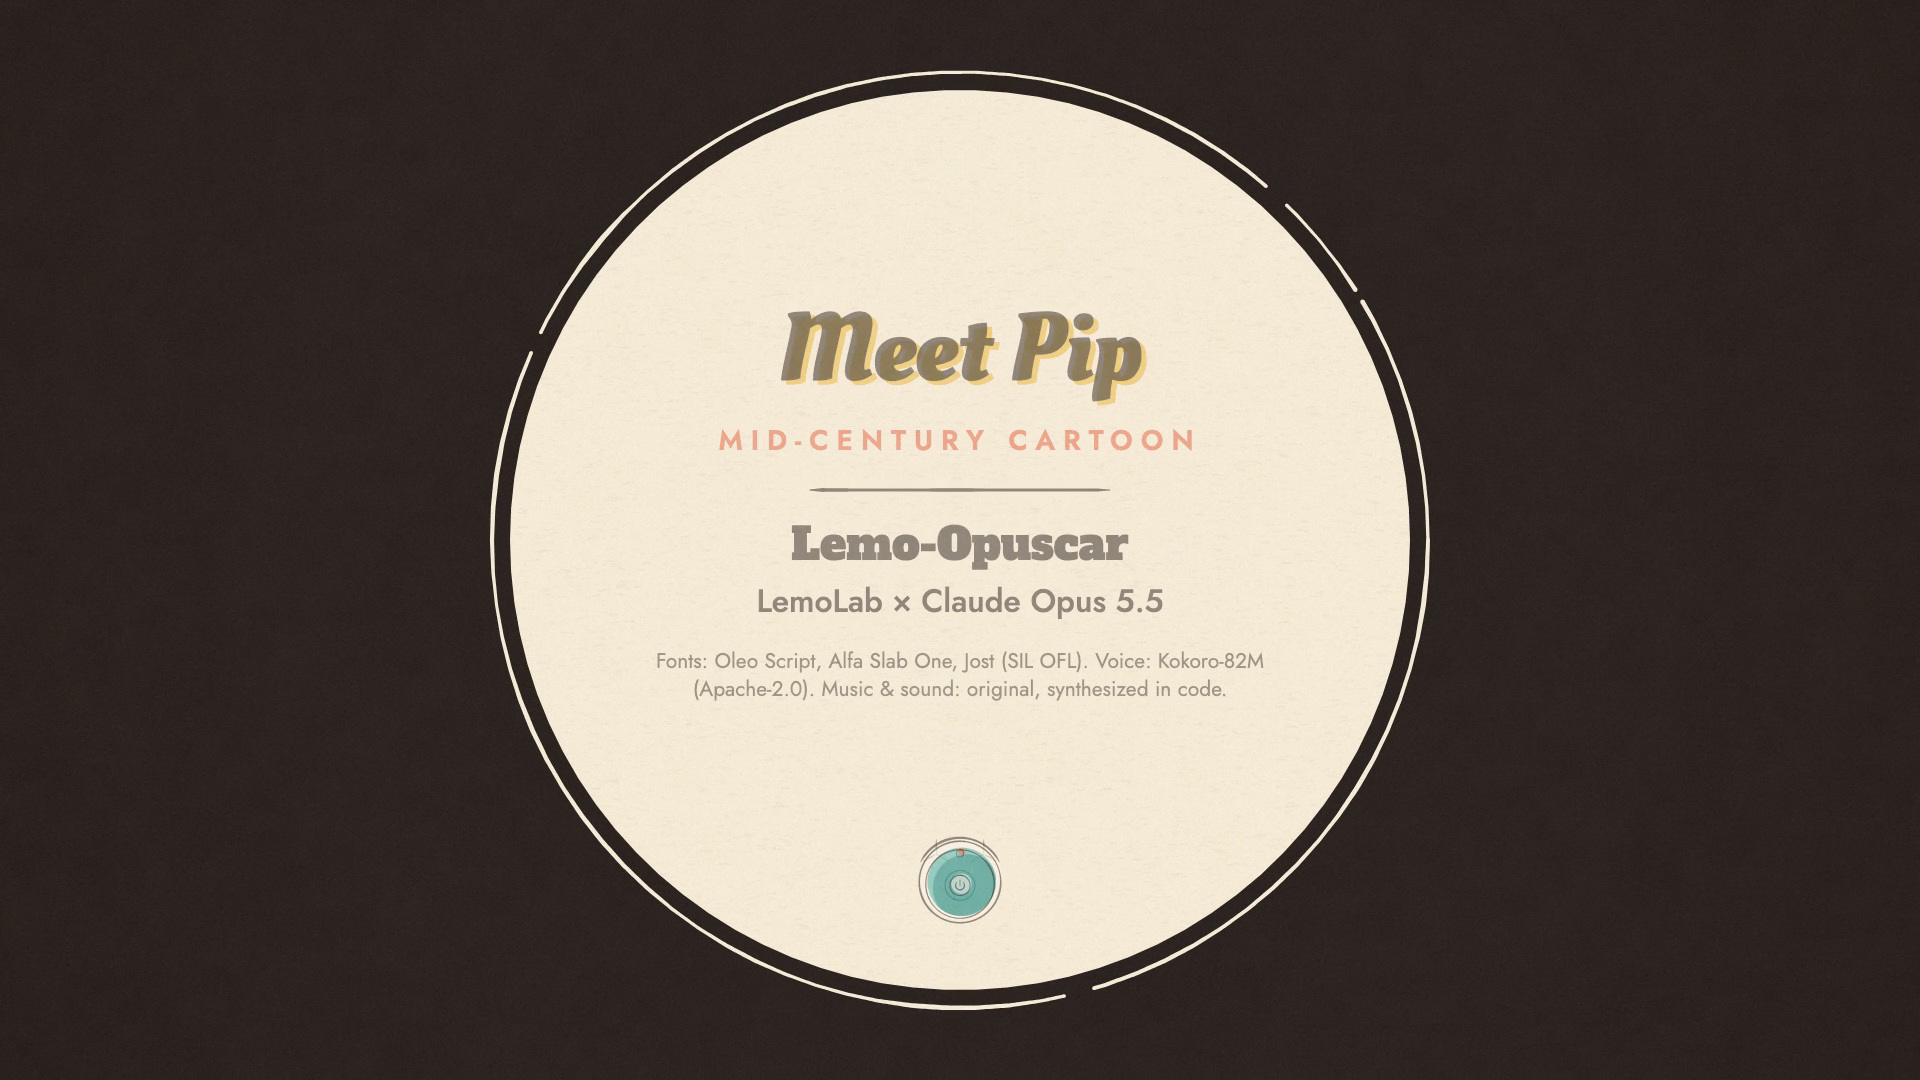 Meet Pip
MID-CENTURY CARTOON
Lemo-Opuscar
LemoLab × Claude Opus 5.5
Fonts: Oleo Script, Alfa Slab One, Jost (SIL OFL). Voice: Kokoro-82M
(Apache-2.0). Music & sound: original, synthesized in code.